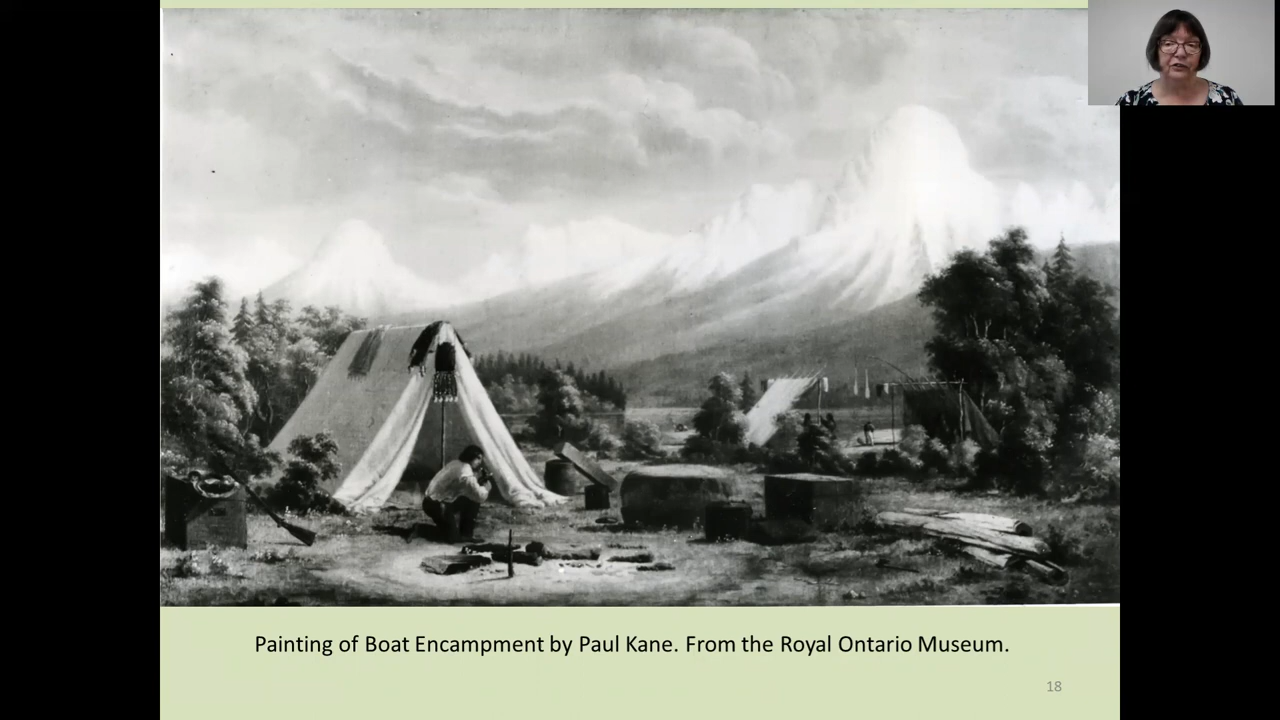 Painting of Boat Encampment by Paul Kane. From the Royal Ontario Museum.
18